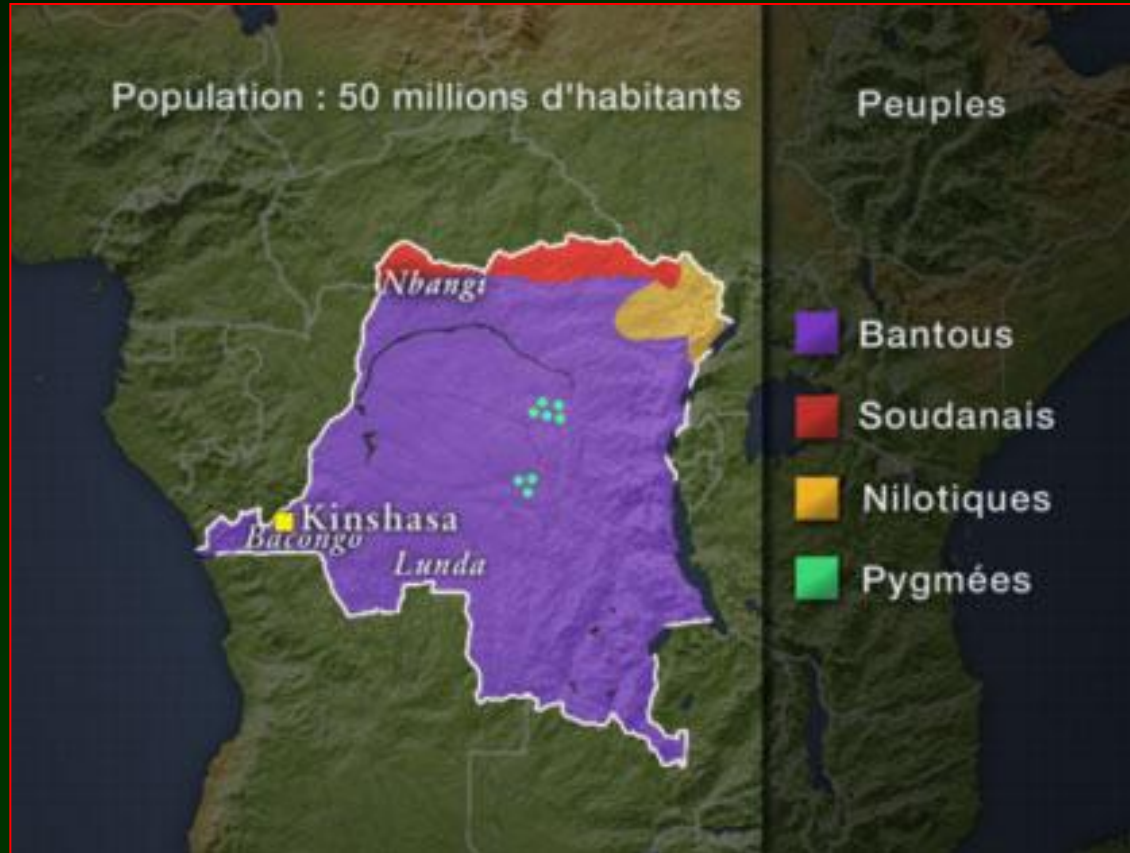 Population : 50 millions d'habitants
Peuples
Nbangi
Bantous
Soudanais
Nilotiques
Kinshasa
Bacongo
Lunda
Pygmées